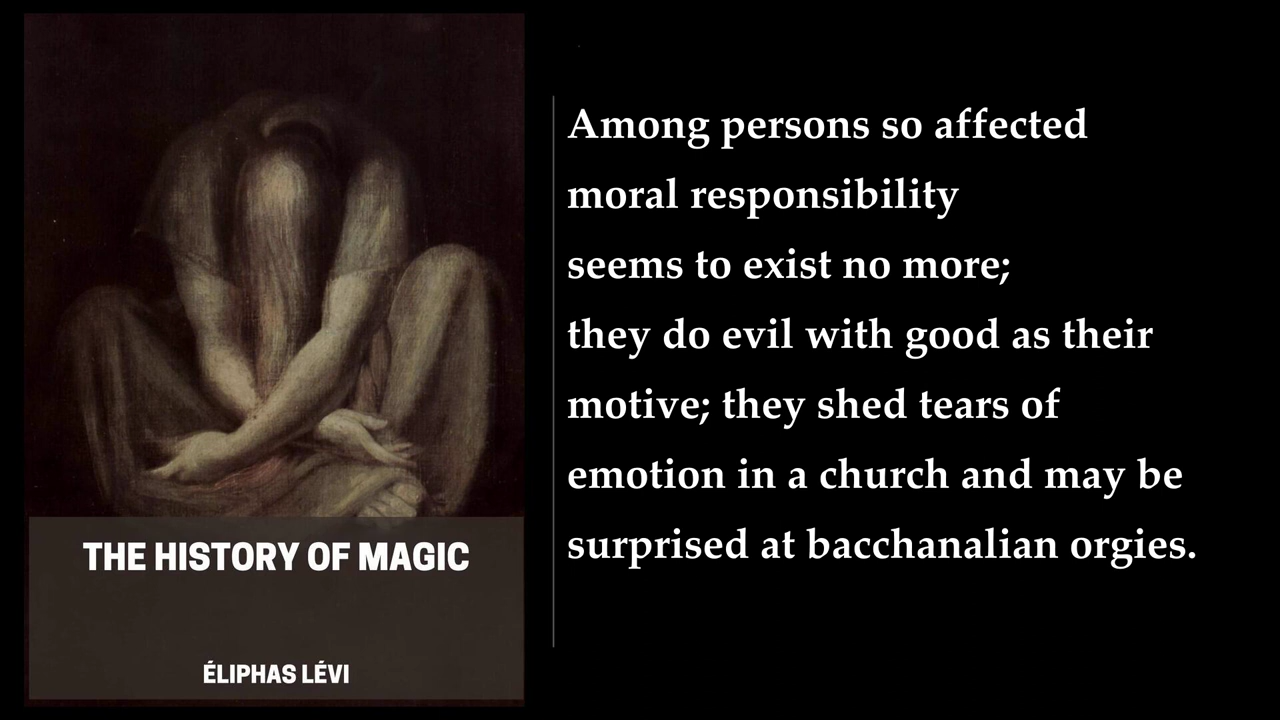 THE HISTORY OF MAGIC
ÉLIPHAS LÉVI
Among persons so affected
moral responsibility
seems to exist no more;
they do evil with good as their
motive; they shed tears of
emotion in a church and may be
surprised at bacchanalian orgies.